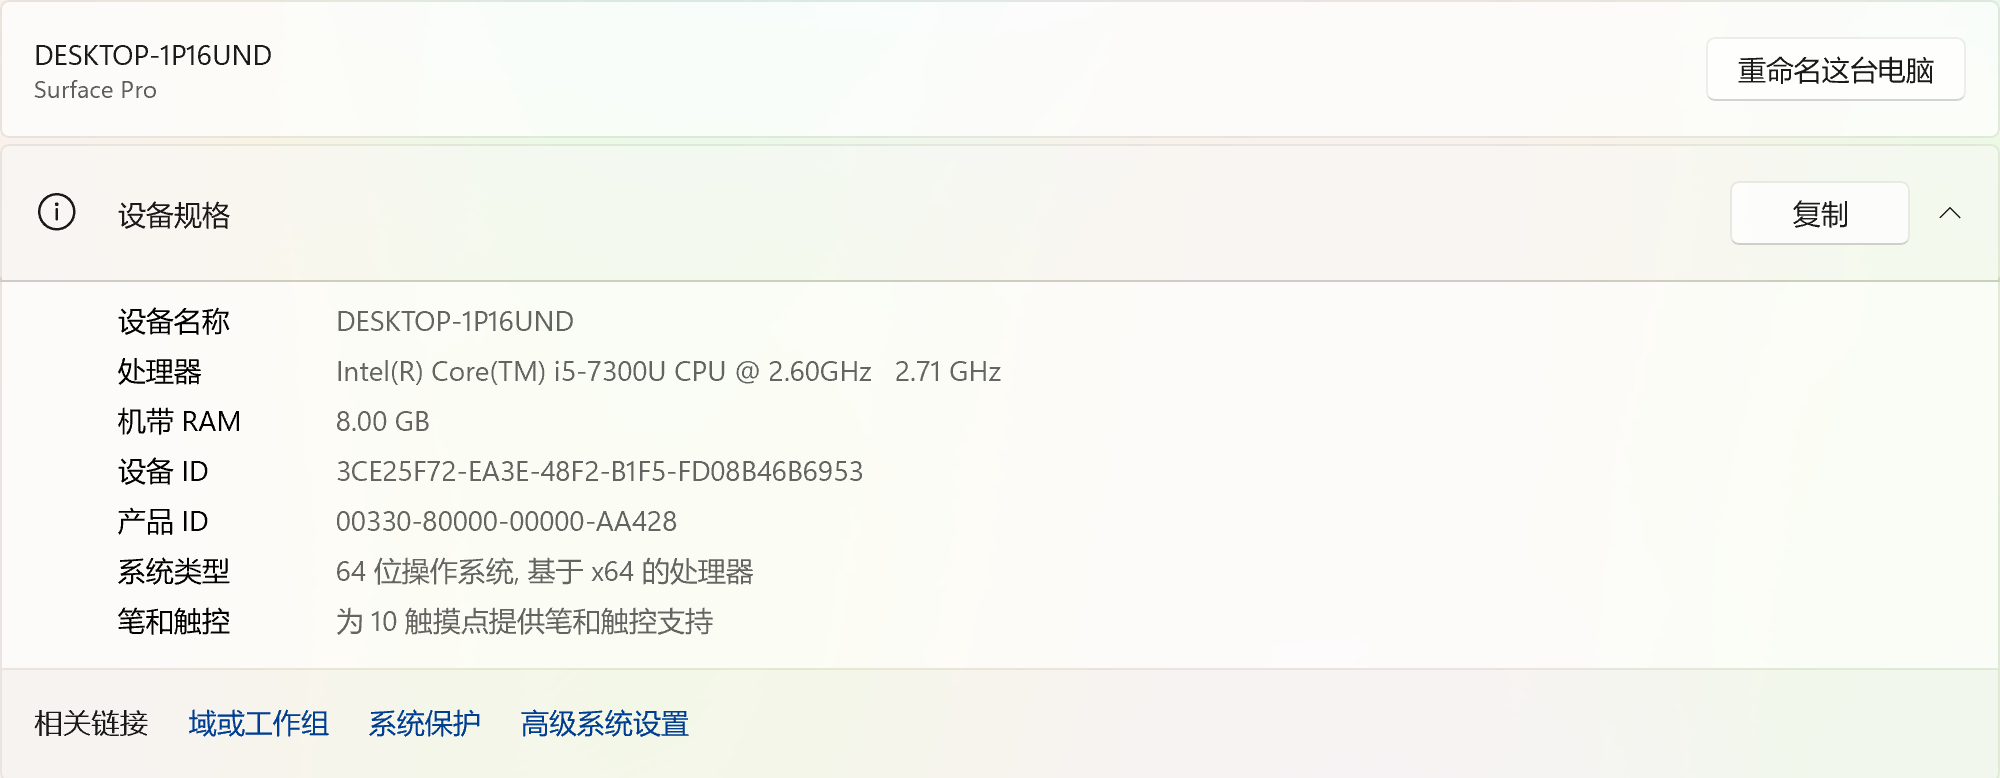 DESKTOP-1P16UND
Surface Pro
重命名这台电脑
设备规格
复制
设备名称 DESKTOP-1P16UND
处理器 Intel(R) Core(TM) i5-7300U CPU @ 2.60GHz 2.71 GHz
机带 RAM 8.00 GB
设备 ID 3CE25F72-EA3E-48F2-B1F5-FD08B46B6953
产品 ID 00330-80000-00000-AA428
系统类型 64 位操作系统, 基于 x64 的处理器
笔和触控 为 10 触摸点提供笔和触控支持
相关链接 域或工作组 系统保护 高级系统设置